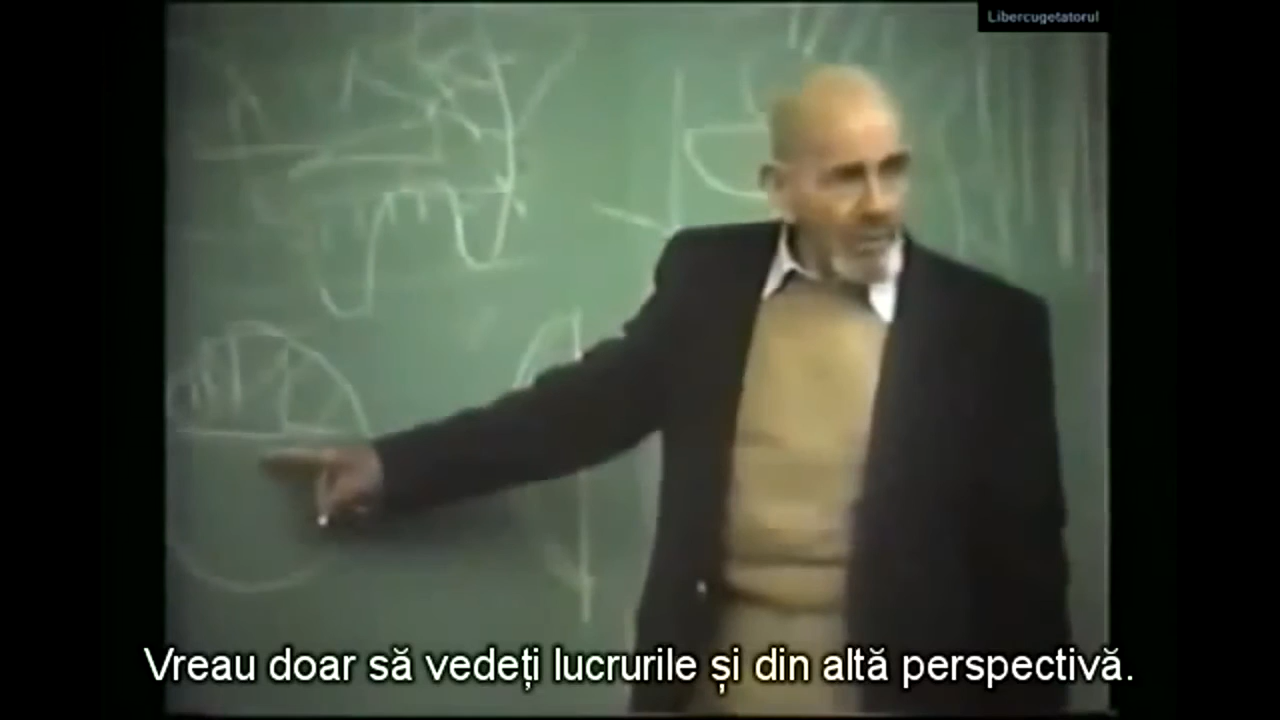 Libercugetatorul
Vreau doar să vedeți lucrurile și din altă perspectivă.